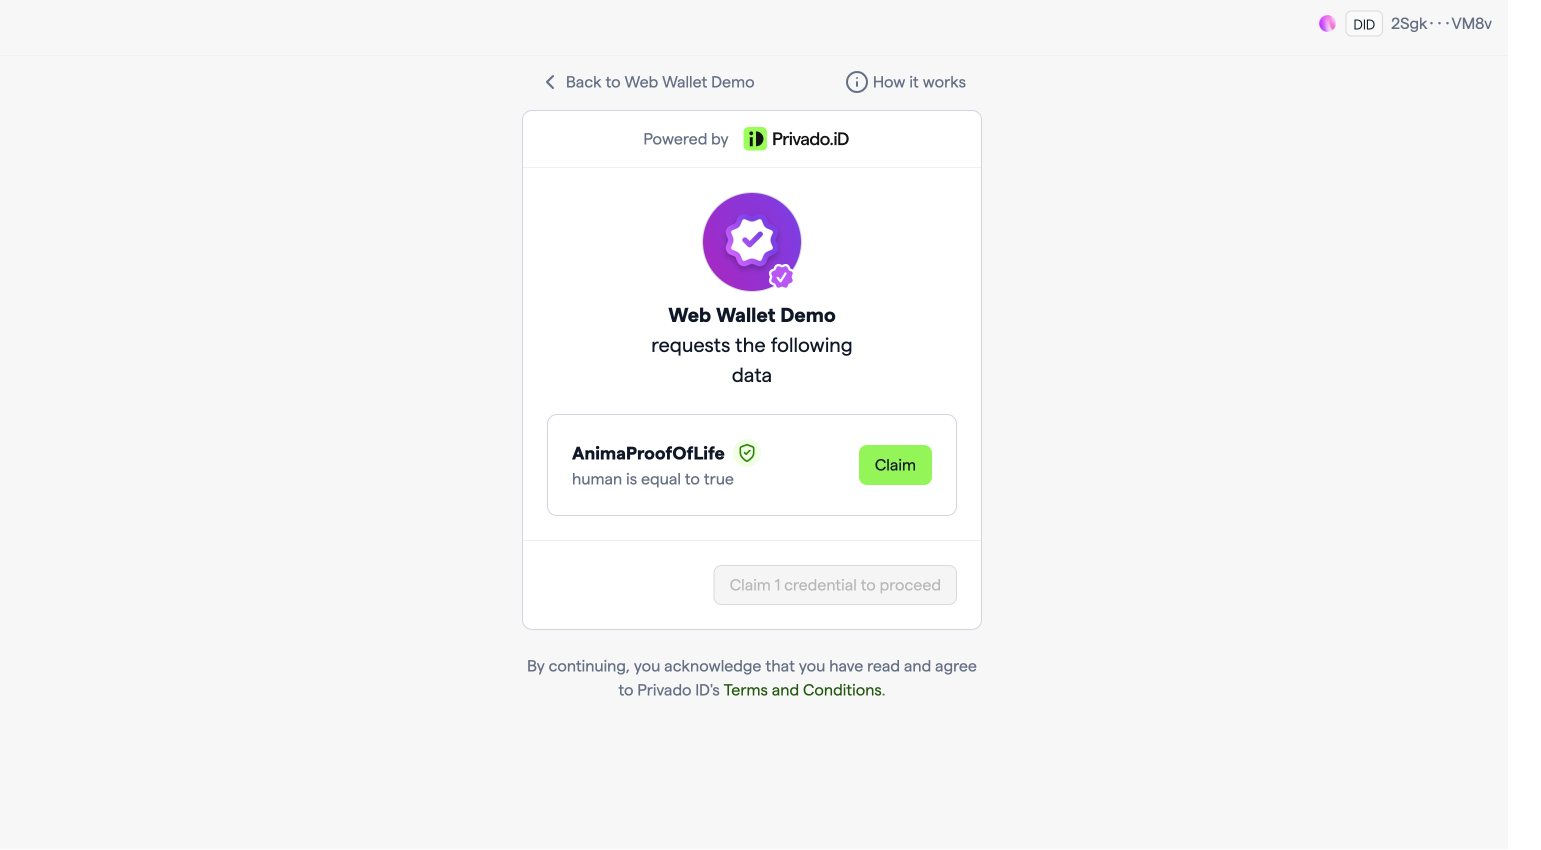 DID 2Sgk···VM8v
Back to Web Wallet Demo
How it works
Powered by iD Privado.iD
Web Wallet Demo
requests the following
data
AnimaProofOfLife
human is equal to true
Claim
Claim 1 credential to proceed
By continuing, you acknowledge that you have read and agree
to Privado ID's Terms and Conditions.